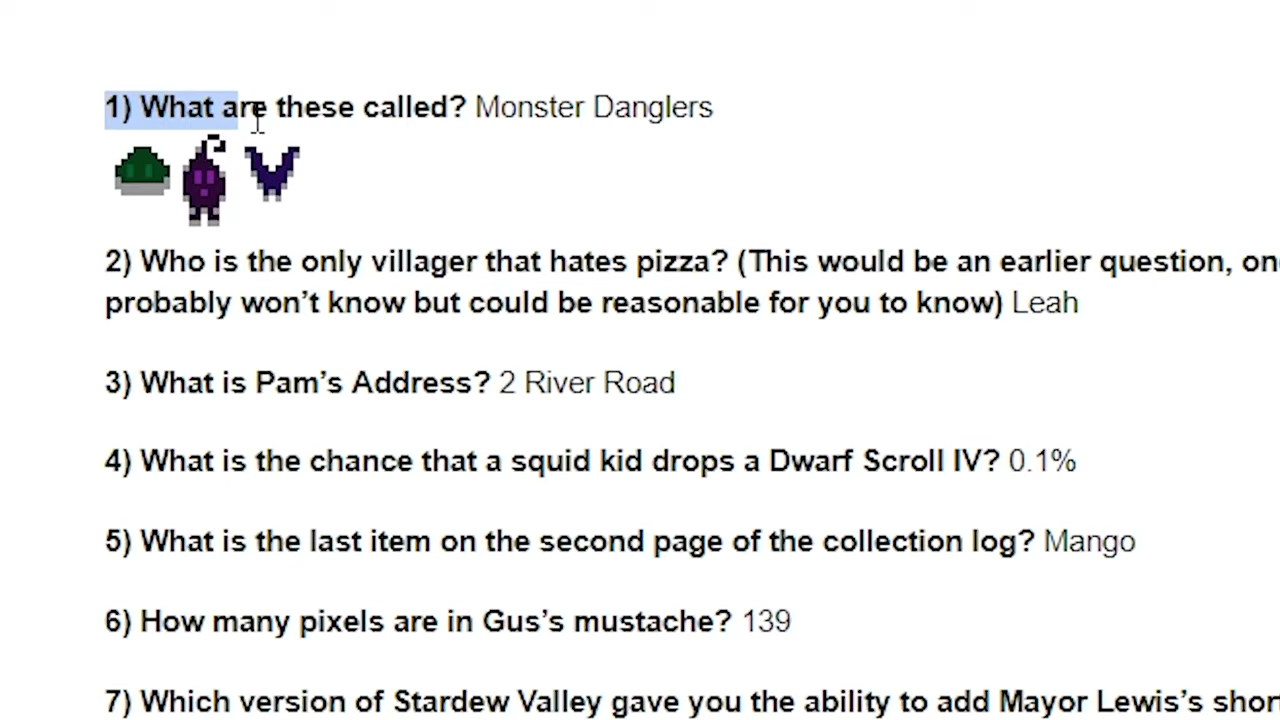 1) What are these called? Monster Danglers
2) Who is the only villager that hates pizza? (This would be an earlier question, one
probably won’t know but could be reasonable for you to know) Leah
3) What is Pam’s Address? 2 River Road
4) What is the chance that a squid kid drops a Dwarf Scroll IV? 0.1%
5) What is the last item on the second page of the collection log? Mango
6) How many pixels are in Gus’s mustache? 139
7) Which version of Stardew Valley gave you the ability to add Mayor Lewis’s short